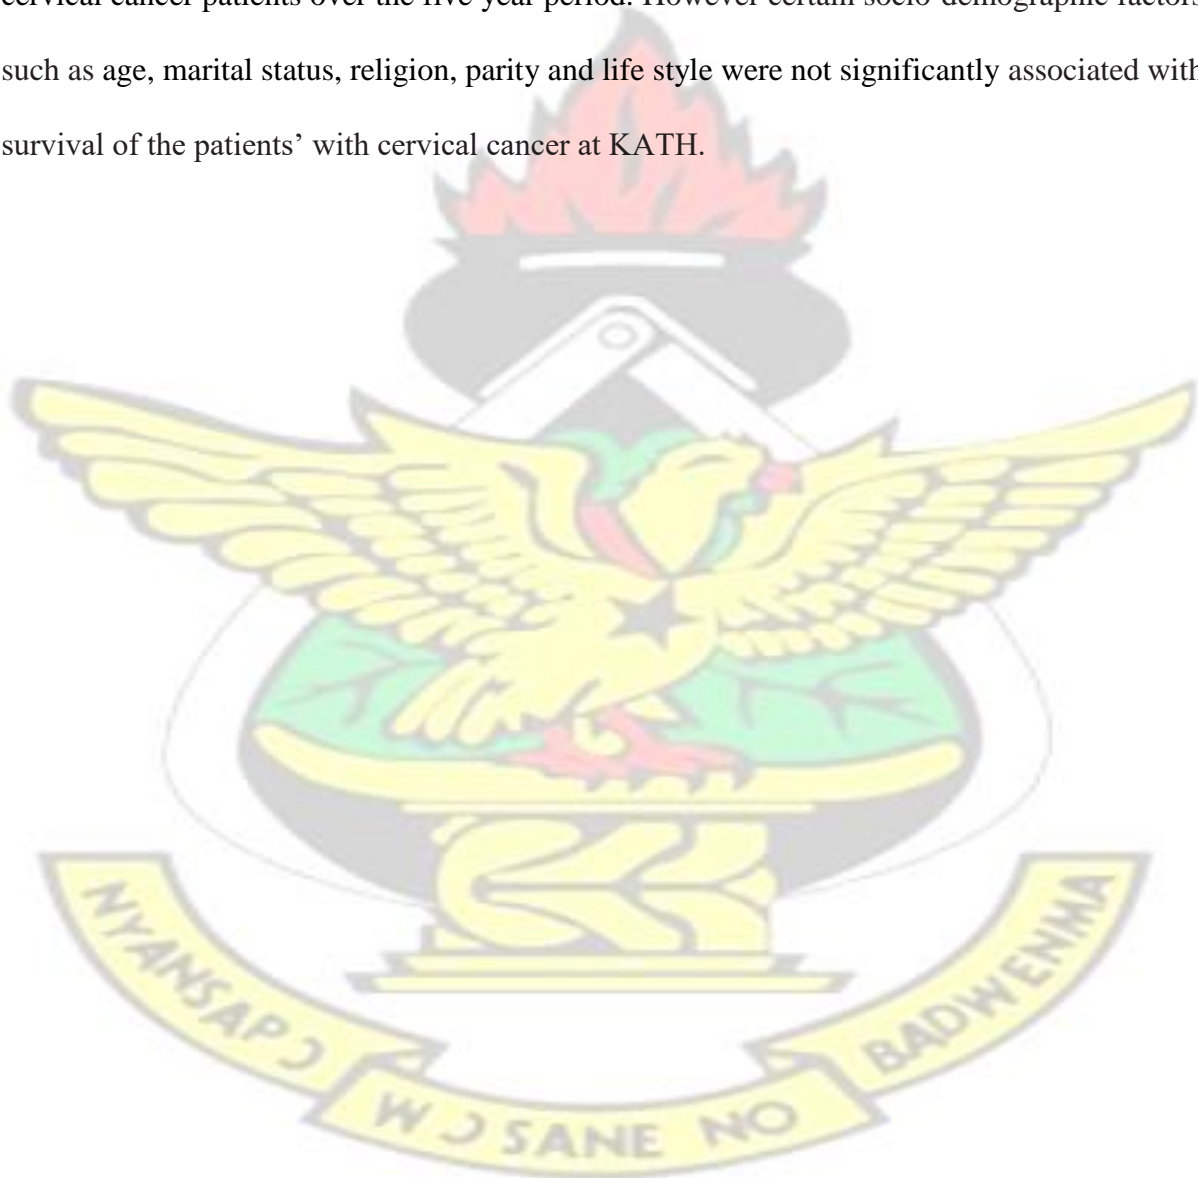 cervical cancer patients over the five year period. However certain socio-demographic factors
such as age, marital status, religion, parity and life style were not significantly associated with
survival of the patients’ with cervical cancer at KATH.
NYANSAPƆ
WƆSANE NO
BADWENMA